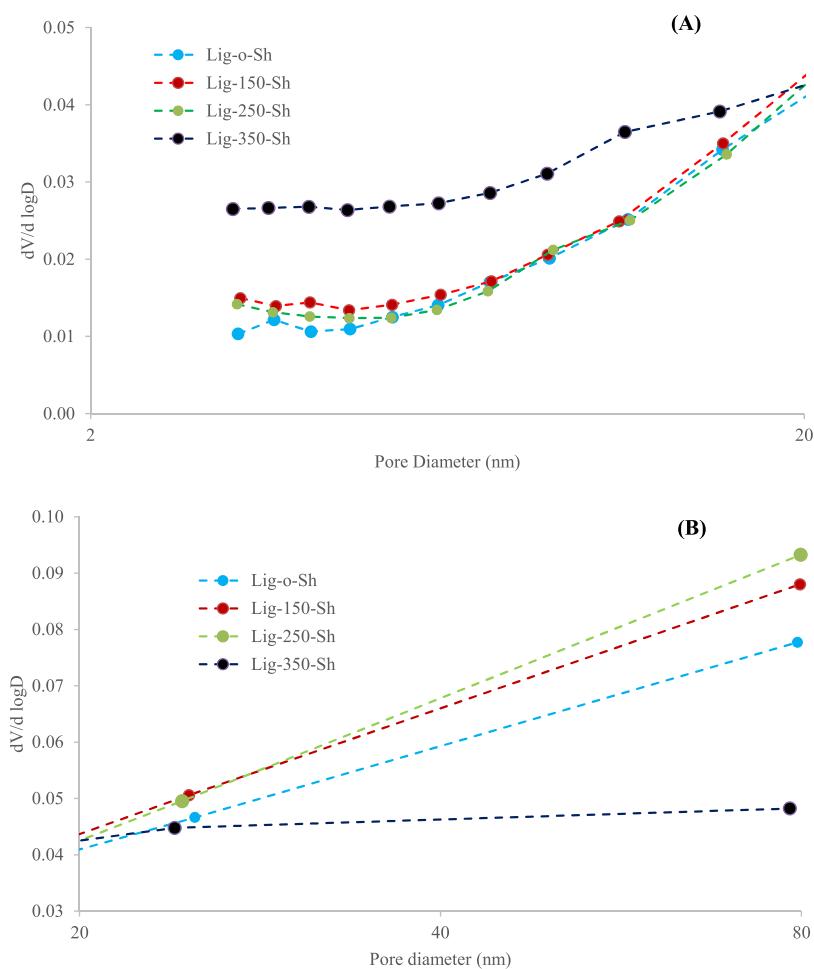 (A)
0.05
0.04
0.03
0.02
0.01
0.00
dV/d logD
Lig-o-Sh
Lig-150-Sh
Lig-250-Sh
Lig-350-Sh
2
20
Pore Diameter (nm)
(B)
0.10
0.09
0.08
0.07
0.06
0.05
0.04
0.03
dV/d logD
Lig-o-Sh
Lig-150-Sh
Lig-250-Sh
Lig-350-Sh
20
40
80
Pore diameter (nm)